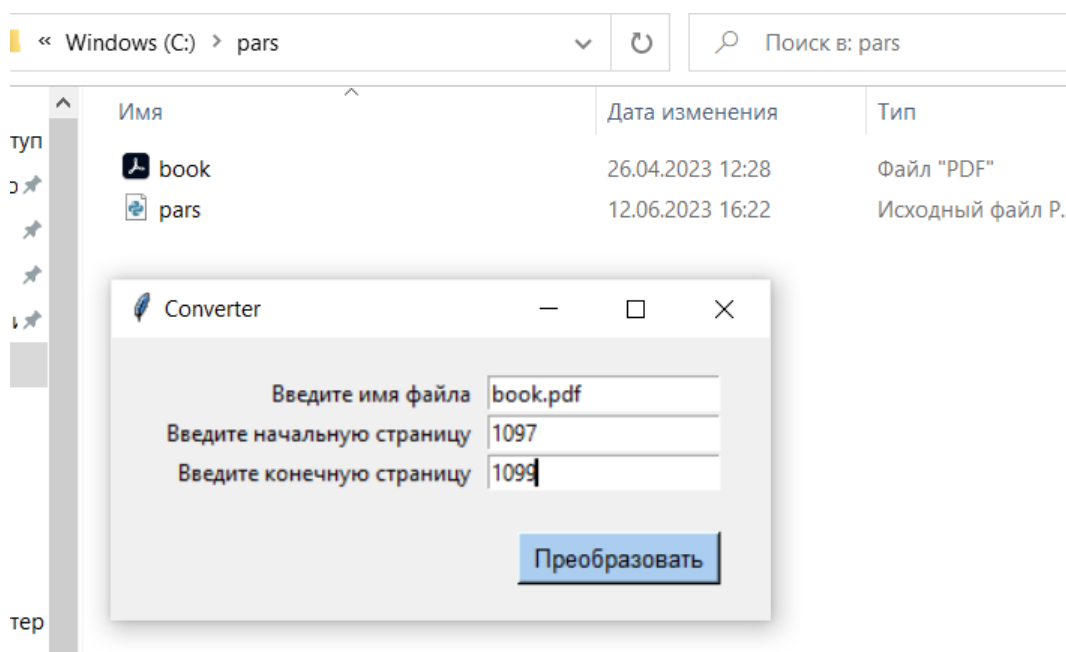 « Windows (C:) > pars
Поиск в: pars
Имя Дата изменения Тип
туп
book 26.04.2023 12:28 Файл "PDF"
pars 12.06.2023 16:22 Исходный файл P.
Converter
Введите имя файла book.pdf
Введите начальную страницу 1097
Введите конечную страницу 1099
Преобразовать
тер